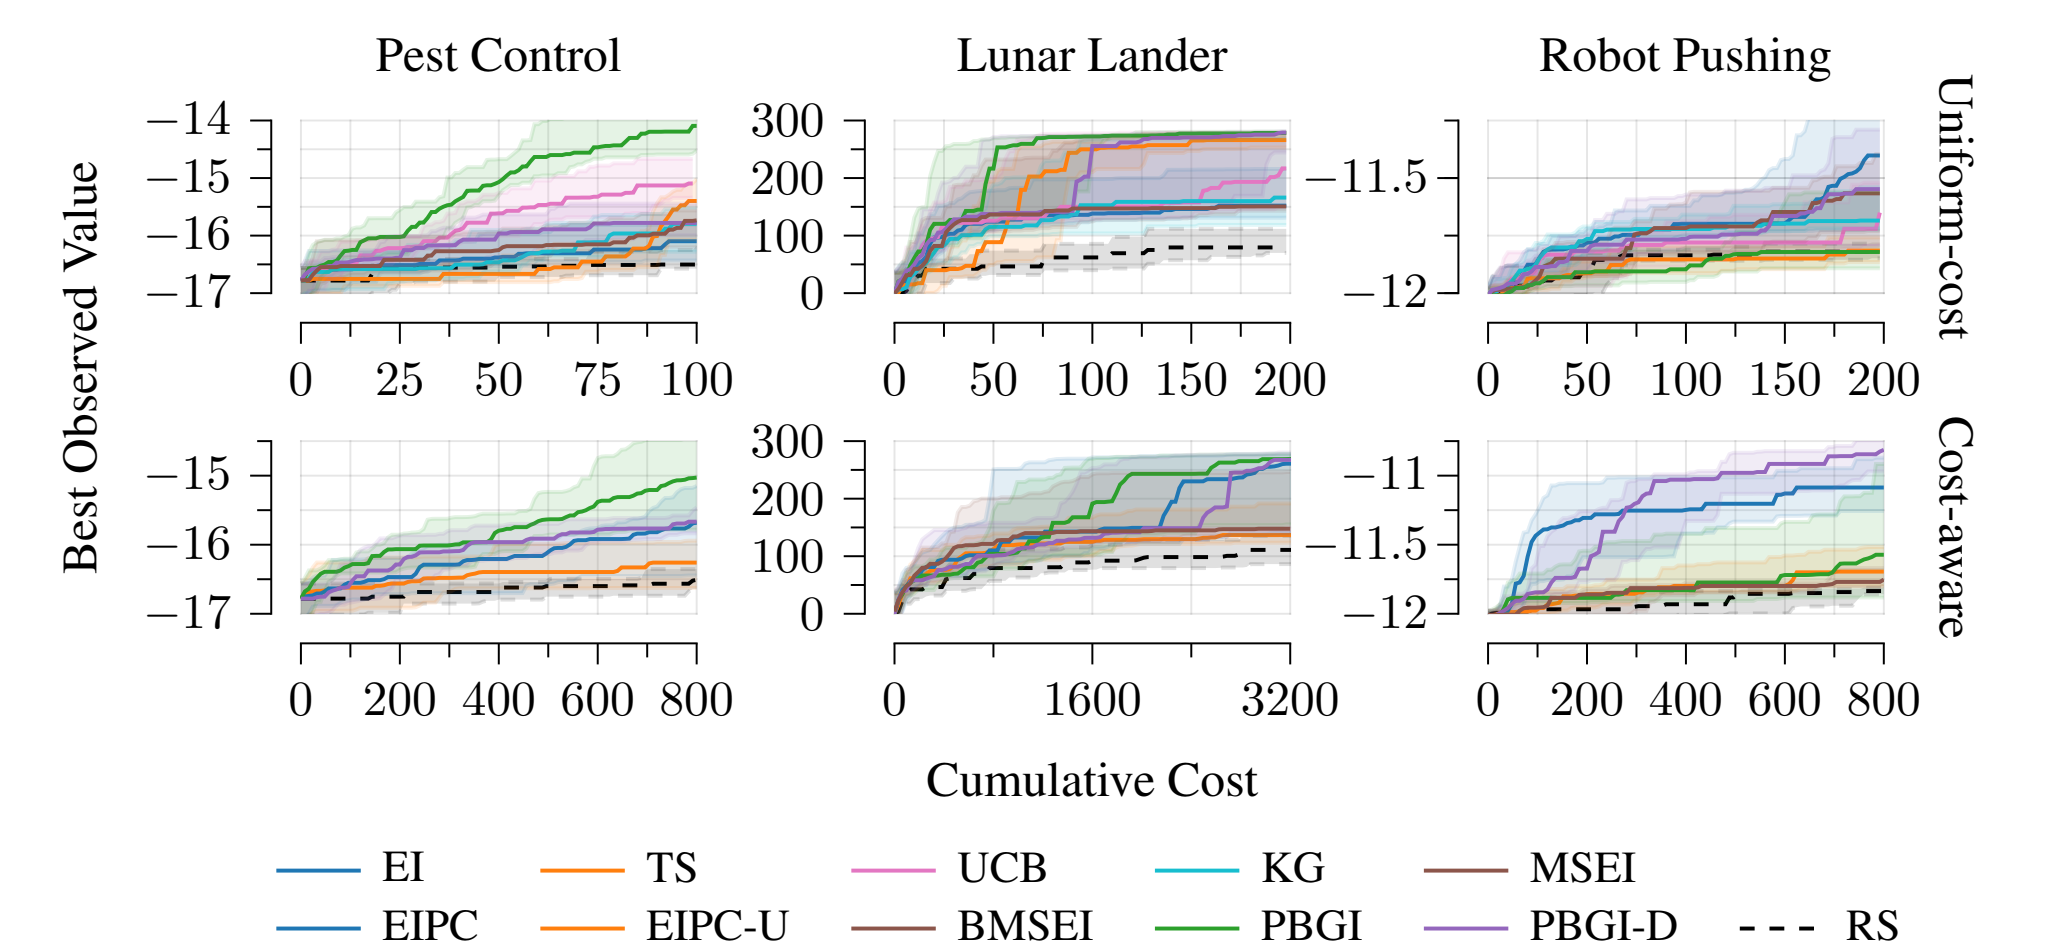 Pest Control Lunar Lander Robot Pushing
Best Observed Value
−14
−15
−16
−17
0 25 50 75 100
300
200
100
0
0 50 100 150 200
−11.5
−12
0 50 100 150 200
Uniform-cost
−15
−16
−17
0 200 400 600 800
300
200
100
0
0 1600 3200
−11
−11.5
−12
0 200 400 600 800
Cost-aware
Cumulative Cost
EI TS UCB KG MSEI
EIPC EIPC-U BMSEI PBGI PBGI-D RS